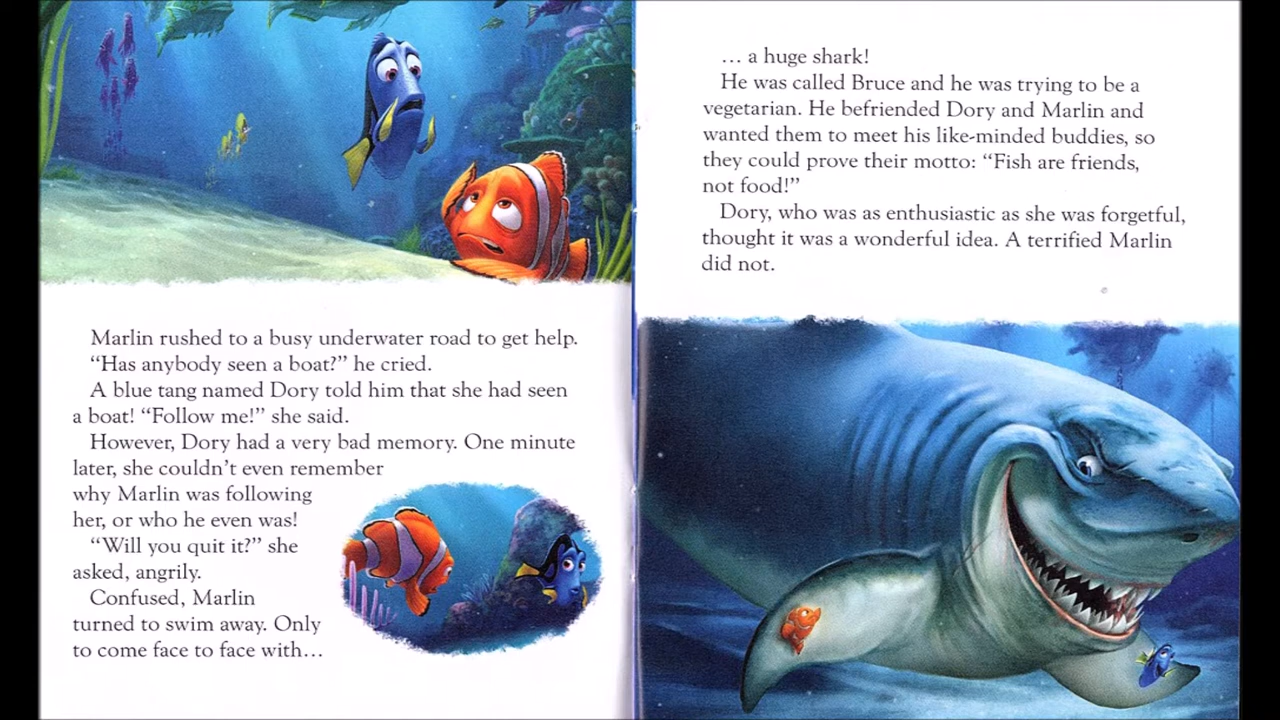 Marlin rushed to a busy underwater road to get help.
“Has anybody seen a boat?” he cried.
A blue tang named Dory told him that she had seen
a boat! “Follow me!” she said.
However, Dory had a very bad memory. One minute
later, she couldn’t even remember
why Marlin was following
her, or who he even was!
“Will you quit it?” she
asked, angrily.
Confused, Marlin
turned to swim away. Only
to come face to face with…
… a huge shark!
He was called Bruce and he was trying to be a
vegetarian. He befriended Dory and Marlin and
wanted them to meet his like-minded buddies, so
they could prove their motto: “Fish are friends,
not food!”
Dory, who was as enthusiastic as she was forgetful,
thought it was a wonderful idea. A terrified Marlin
did not.